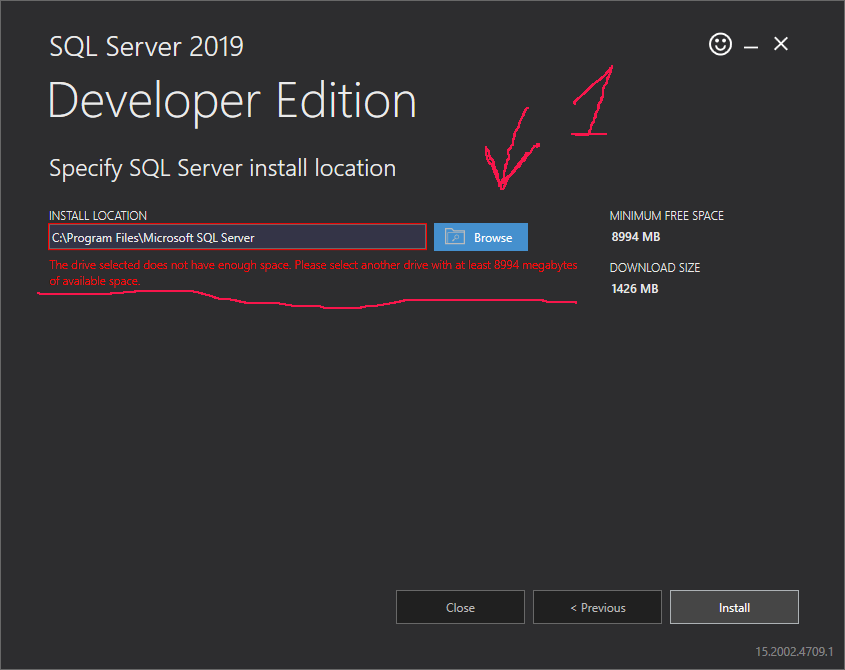 SQL Server 2019
Developer Edition
1
Specify SQL Server install location
INSTALL LOCATION
C:\Program Files\Microsoft SQL Server
Browse
The drive selected does not have enough space. Please select another drive with at least 8994 megabytes
of available space.
MINIMUM FREE SPACE
8994 MB
DOWNLOAD SIZE
1426 MB
Close
< Previous
Install
15.2002.4709.1